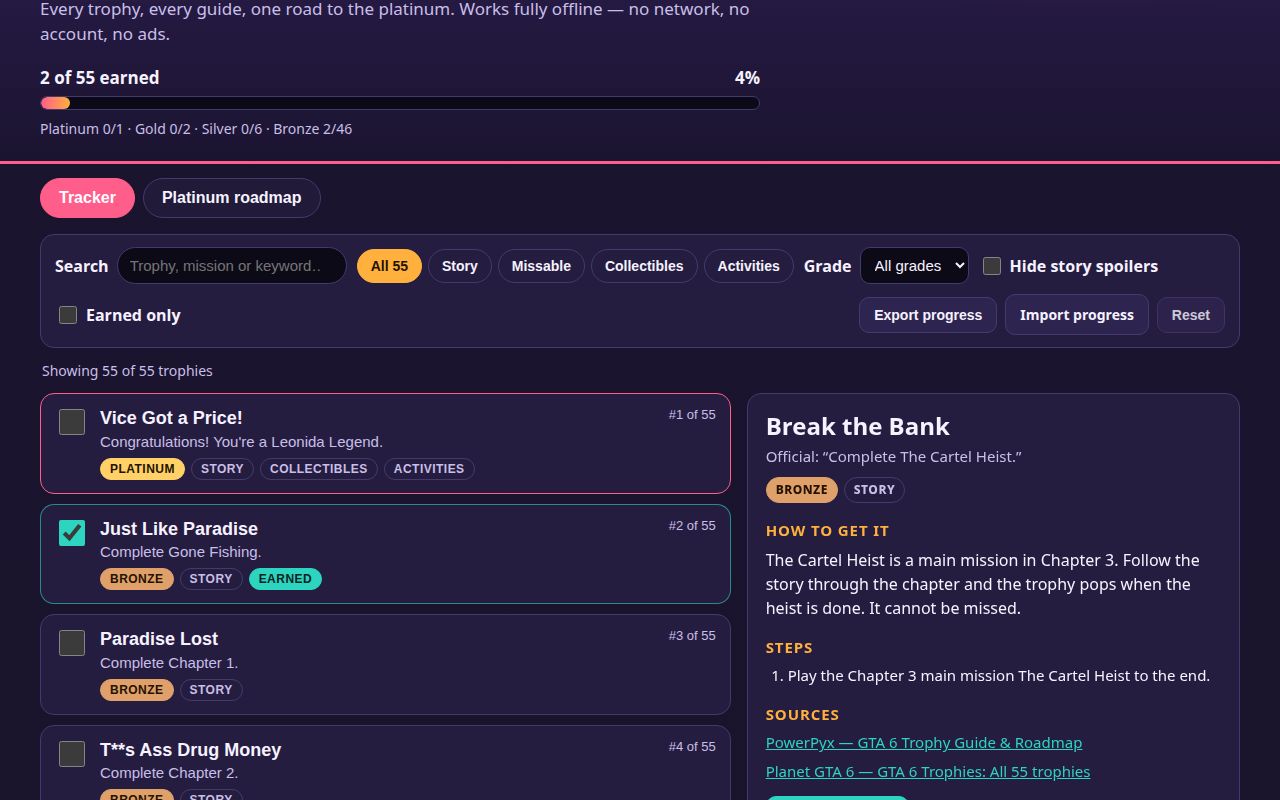 Every trophy, every guide, one road to the platinum. Works fully offline — no network, no
account, no ads.
2 of 55 earned
4%
Platinum 0/1 · Gold 0/2 · Silver 0/6 · Bronze 2/46
Tracker
Platinum roadmap
Search
Trophy, mission or keyword..
All 55
Story
Missable
Collectibles
Activities
Grade
All grades
Hide story spoilers
Earned only
Export progress
Import progress
Reset
Showing 55 of 55 trophies
Vice Got a Price!
#1 of 55
Congratulations! You're a Leonida Legend.
PLATINUM
STORY
COLLECTIBLES
ACTIVITIES
Just Like Paradise
#2 of 55
Complete Gone Fishing.
BRONZE
STORY
EARNED
Paradise Lost
#3 of 55
Complete Chapter 1.
BRONZE
STORY
T**s Ass Drug Money
#4 of 55
Complete Chapter 2.
BRONZE
STORY
Break the Bank
Official: “Complete The Cartel Heist.”
BRONZE
STORY
HOW TO GET IT
The Cartel Heist is a main mission in Chapter 3. Follow the
story through the chapter and the trophy pops when the
heist is done. It cannot be missed.
STEPS
1. Play the Chapter 3 main mission The Cartel Heist to the end.
SOURCES
PowerPyx — GTA 6 Trophy Guide & Roadmap
Planet GTA 6 — GTA 6 Trophies: All 55 trophies